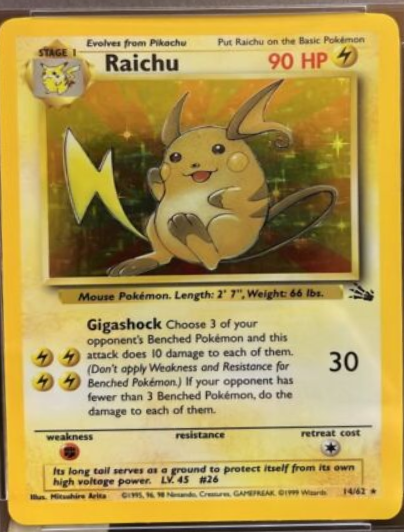 Evolves from Pikachu Put Raichu on the Basic Pokémon
STAGE 1 Raichu 90 HP
Mouse Pokémon. Length: 2' 7", Weight: 66 lbs.
Gigashock Choose 3 of your
opponent's Benched Pokémon and this
attack does 10 damage to each of them.
(Don't apply Weakness and Resistance for
Benched Pokémon.) If your opponent has
fewer than 3 Benched Pokémon, do the
damage to each of them.
30
weakness resistance retreat cost
Its long tail serves as a ground to protect itself from its own
high voltage power. LV. 45 #26
Illus. Mitsuhiro Arita ©1995, 96, 98 Nintendo, Creatures, GAMEFREAK. ©1999 Wizards. 14/62 ★